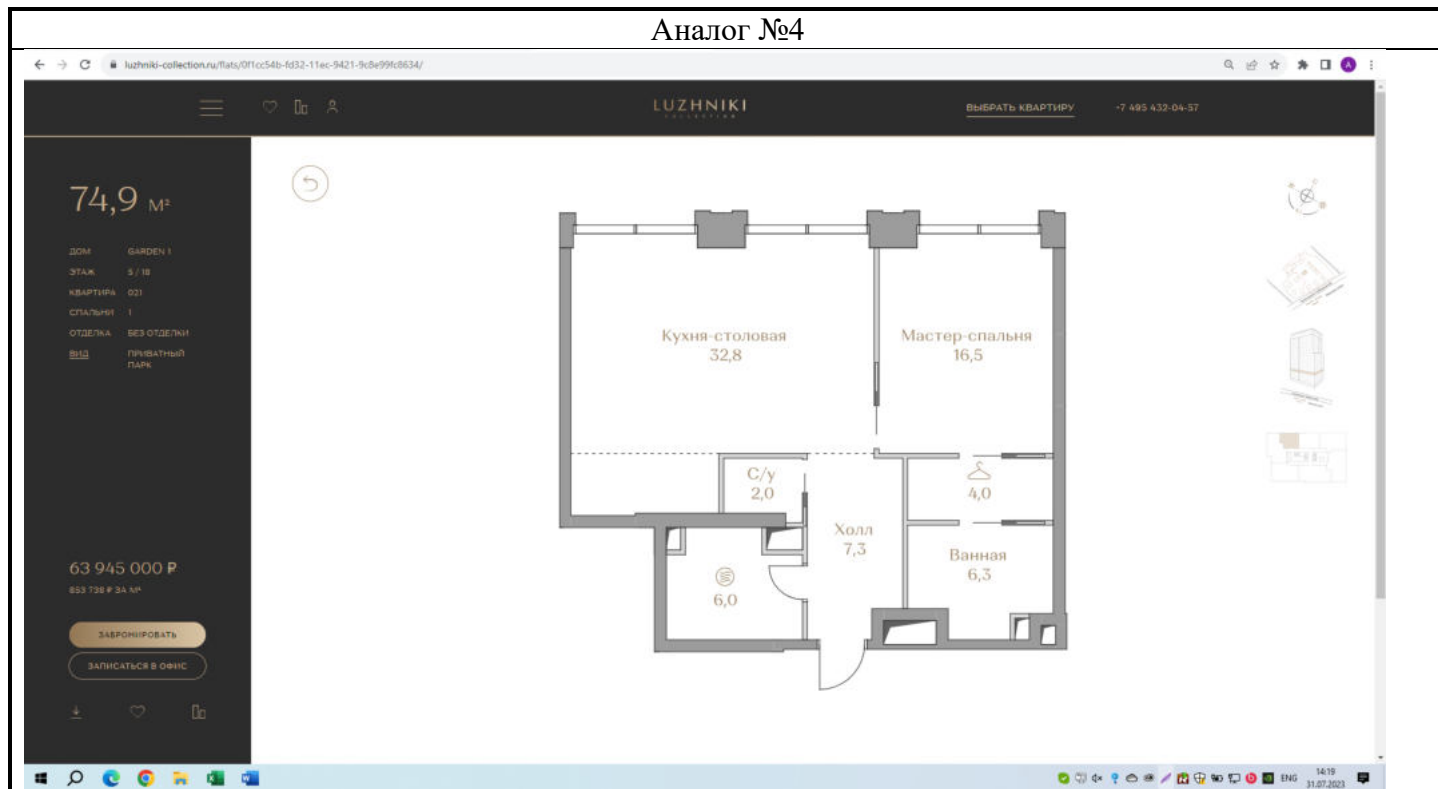 Аналог №4
luzhniki-collection.ru/flats/0f1cc54b-fd32-11ec-9421-9c8e99fc8634/
LUZHNIKI
COLLECTION
ВЫБРАТЬ КВАРТИРУ
+7 495 432-04-57
74,9 М²
ДОМ GARDEN 1
ЭТАЖ 5 / 18
КВАРТИРА 021
СПАЛЬНИ 1
ОТДЕЛКА БЕЗ ОТДЕЛКИ
ВИД ПРИВАТНЫЙ
ПАРК
Кухня-столовая
32,8
Мастер-спальня
16,5
С/у
2,0
4,0
Холл
7,3
Ванная
6,3
6,0
63 945 000 ₽
853 738 ₽ ЗА М²
ЗАБРОНИРОВАТЬ
ЗАПИСАТЬСЯ В ОФИС
ENG
14:19
31.07.2023